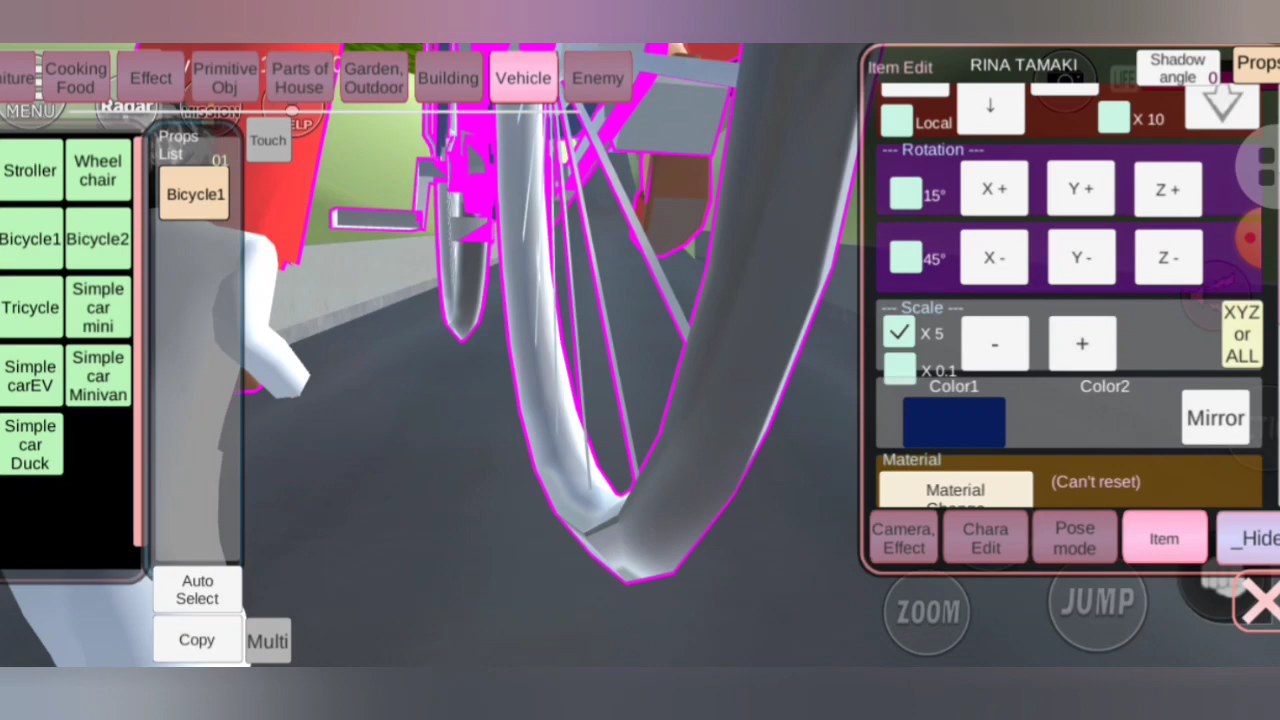 niture
Cooking
Food
Effect
Primitive
Obj
Parts of
House
Garden,
Outdoor
Building
Vehicle
Enemy
MENU
Radar
MISSION
Touch
Stroller
Wheel
chair
Bicycle1
Bicycle2
Tricycle
Simple
car
mini
Simple
carEV
Simple
car
Minivan
Simple
car
Duck
Props
List
01
Bicycle1
Auto
Select
Copy
Multi
Item Edit
RINA TAMAKI
LIFE
Shadow
angle
0
Props
Local
↓
X 10
--- Rotation ---
15°
X +
Y +
Z +
45°
X -
Y -
Z -
--- Scale ---
X 5
-
+
X 0.1
XYZ
or
ALL
Color1
Color2
Mirror
Material
Material
Change
(Can't reset)
Camera,
Effect
Chara
Edit
Pose
mode
Item
_Hide
ZOOM
JUMP